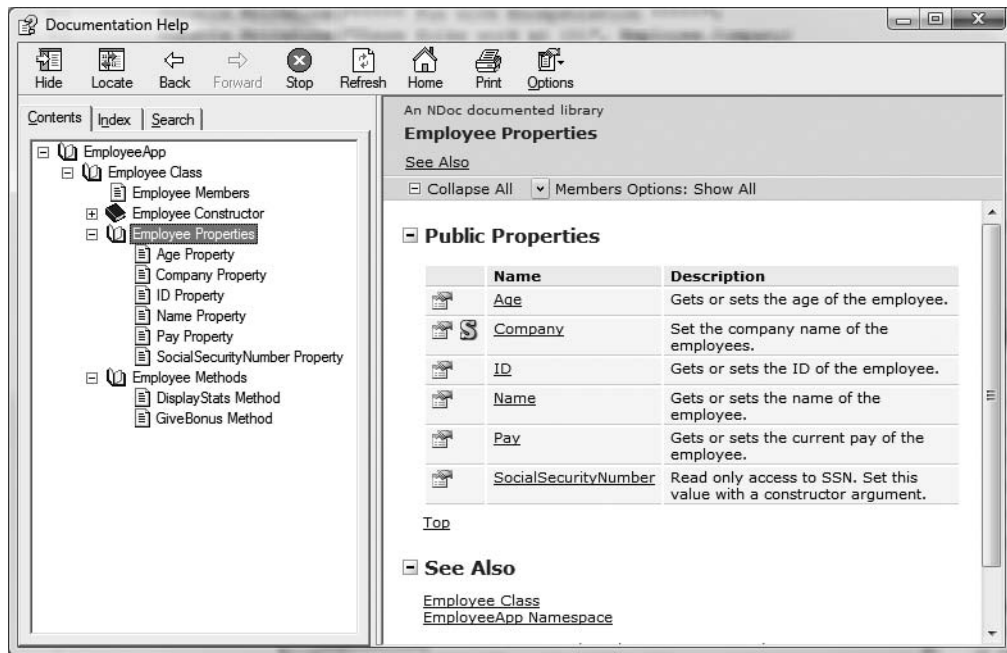 Documentation Help
Hide Locate Back Forward Stop Refresh Home Print Options
Contents Index Search
EmployeeApp
Employee Class
Employee Members
Employee Constructor
Employee Properties
Age Property
Company Property
ID Property
Name Property
Pay Property
SocialSecurityNumber Property
Employee Methods
DisplayStats Method
GiveBonus Method
An NDoc documented library
Employee Properties
See Also
Collapse All Members Options: Show All
Public Properties
Name Description
Age Gets or sets the age of the employee.
Company Set the company name of the
employees.
ID Gets or sets the ID of the employee.
Name Gets or sets the name of the
employee.
Pay Gets or sets the current pay of the
employee.
SocialSecurityNumber Read only access to SSN. Set this
value with a constructor argument.
Top
See Also
Employee Class
EmployeeApp Namespace